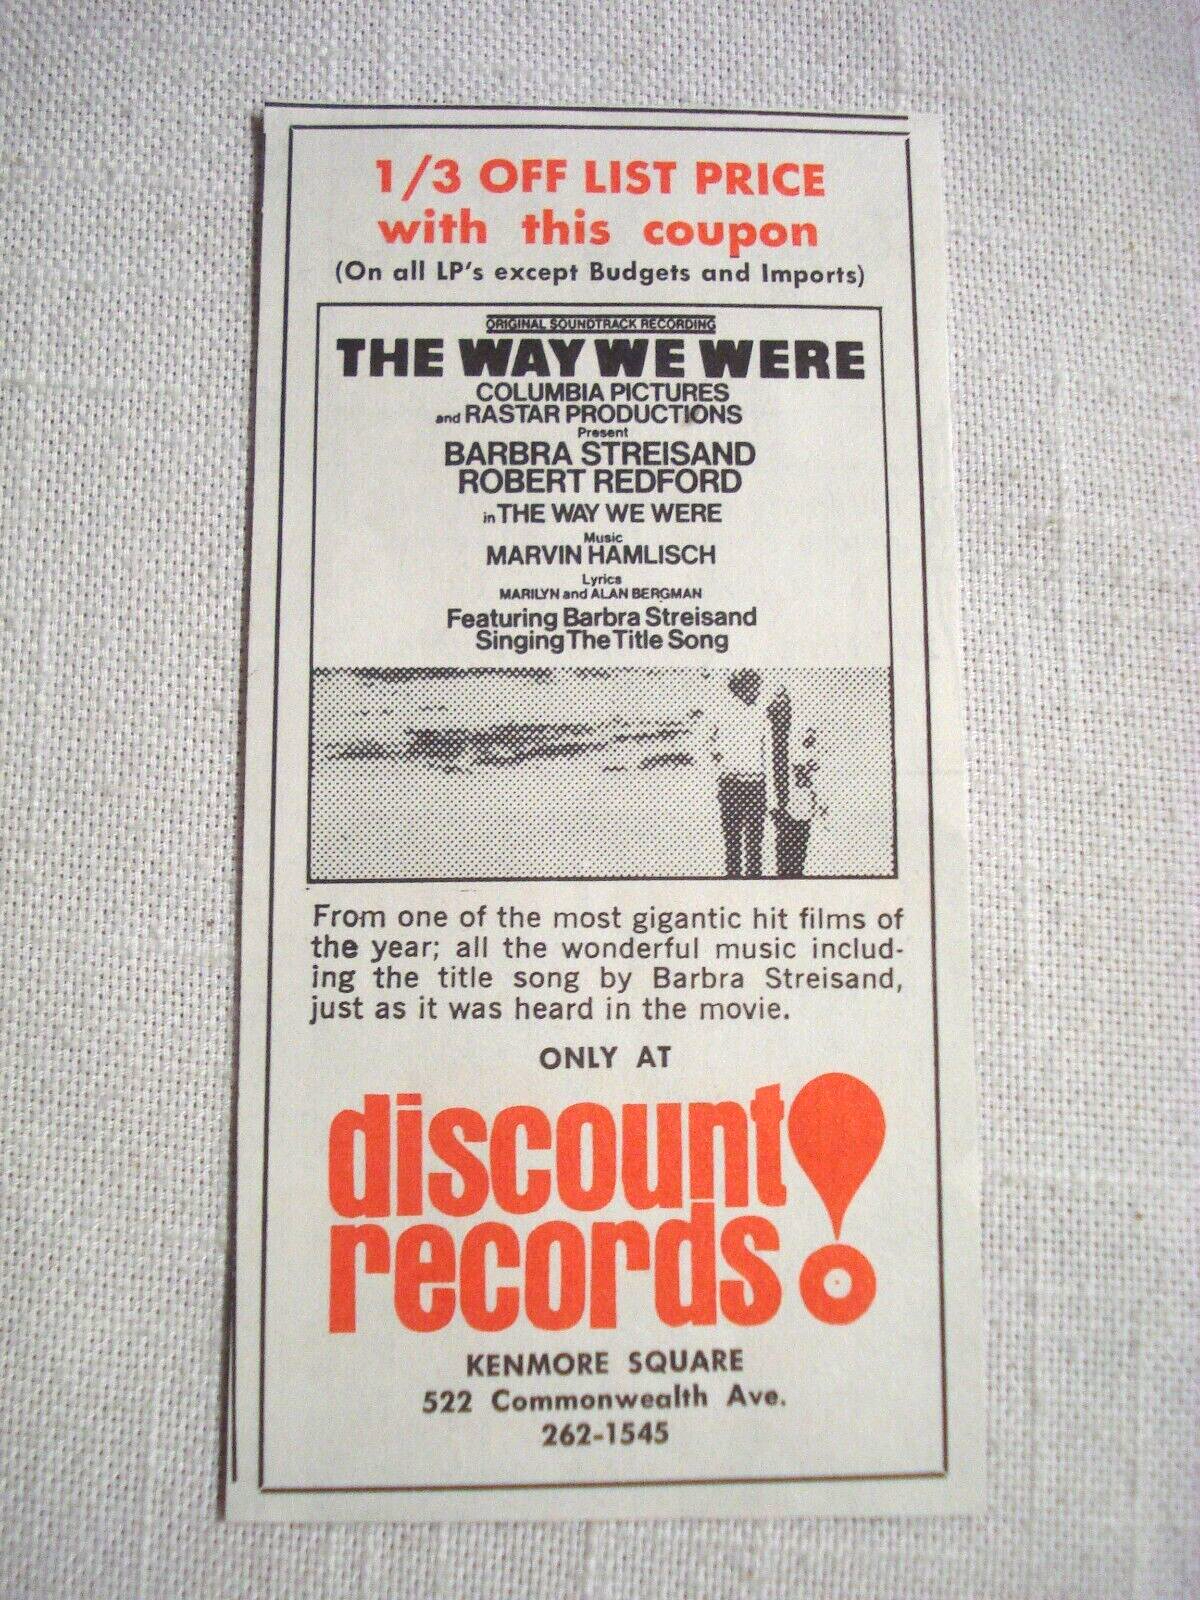 1/3 OFF LIST PRICE
with this coupon
(On all LP's except Budgets and Imports)
ORIGINAL SOUNDTRACK RECORDING
THE WAY WE WERE
COLUMBIA PICTURES
and RASTAR PRODUCTIONS
Present
BARBRA STREISAND
ROBERT REDFORD
in THE WAY WE WERE
Music
MARVIN HAMLISCH
Lyrics
MARILYN and ALAN BERGMAN
Featuring Barbra Streisand
Singing The Title Song
From one of the most gigantic hit films of
the year; all the wonderful music includ-
ing the title song by Barbra Streisand,
just as it was heard in the movie.
ONLY AT
discount
records!
KENMORE SQUARE
522 Commonwealth Ave.
262-1545